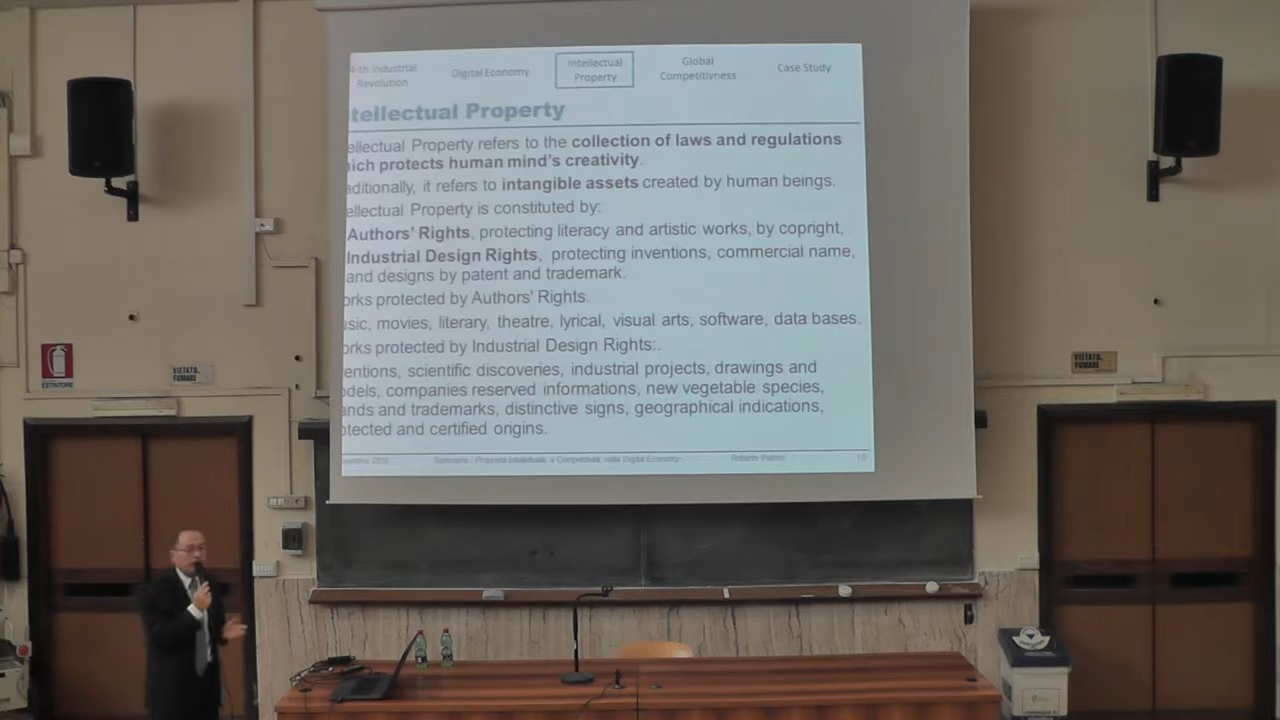 4-th Industrial
Revolution
Digital Economy
Intellectual
Property
Global
Competitivness
Case Study
tellectual Property
ellectual Property refers to the collection of laws and regulations
ich protects human mind's creativity.
aditionally, it refers to intangible assets created by human beings.
ellectual Property is constituted by:
Authors' Rights, protecting literacy and artistic works, by copright,
Industrial Design Rights, protecting inventions, commercial name,
and designs by patent and trademark.
orks protected by Authors' Rights.
usic, movies, literary, theatre, lyrical, visual arts, software, data bases.
orks protected by Industrial Design Rights:.
entions, scientific discoveries, industrial projects, drawings and
odels, companies reserved informations, new vegetable species,
ands and trademarks, distinctive signs, geographical indications,
otected and certified origins.
Digital Economy
Roberto
10
ESTINTORE
VIETATO
FUMARE
VIETATO
FUMARE